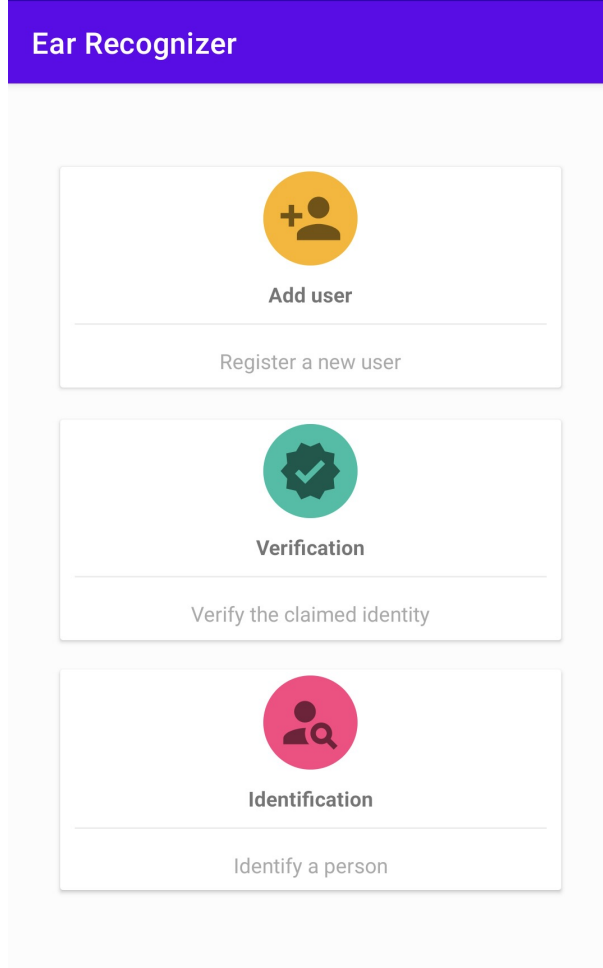 Ear Recognizer
Add user
Register a new user
Verification
Verify the claimed identity
Identification
Identify a person